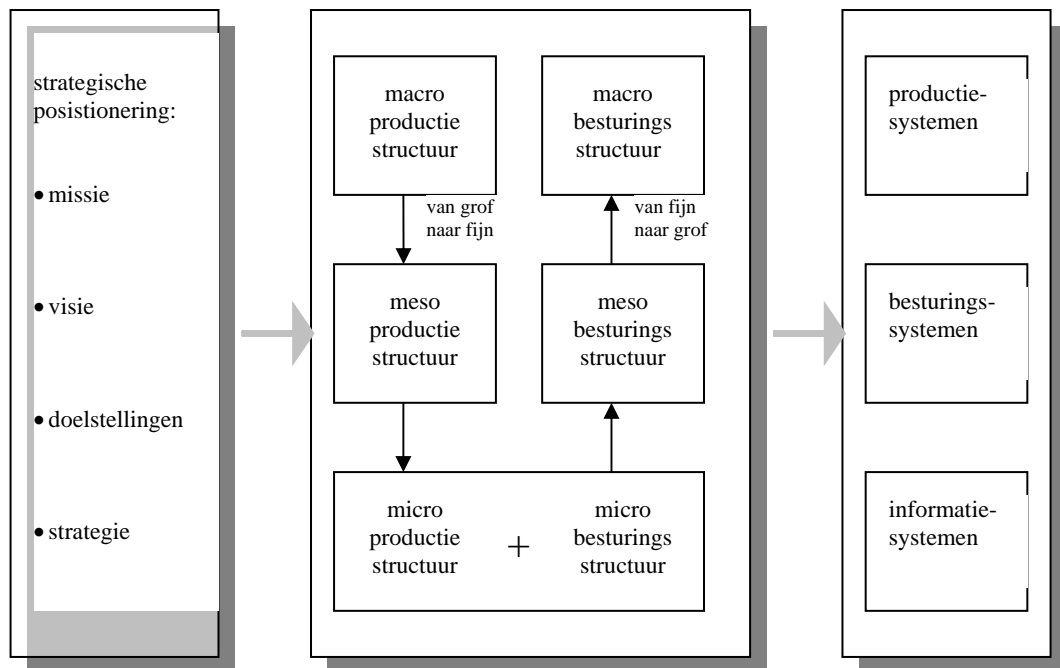 strategische
posistionering:
• missie
• visie
• doelstellingen
• strategie
macro
productie
structuur
macro
besturings
structuur
van grof
naar fijn
van fijn
naar grof
meso
productie
structuur
meso
besturings
structuur
micro
productie
structuur
+
micro
besturings
structuur
productie-
systemen
besturings-
systemen
informatie-
systemen